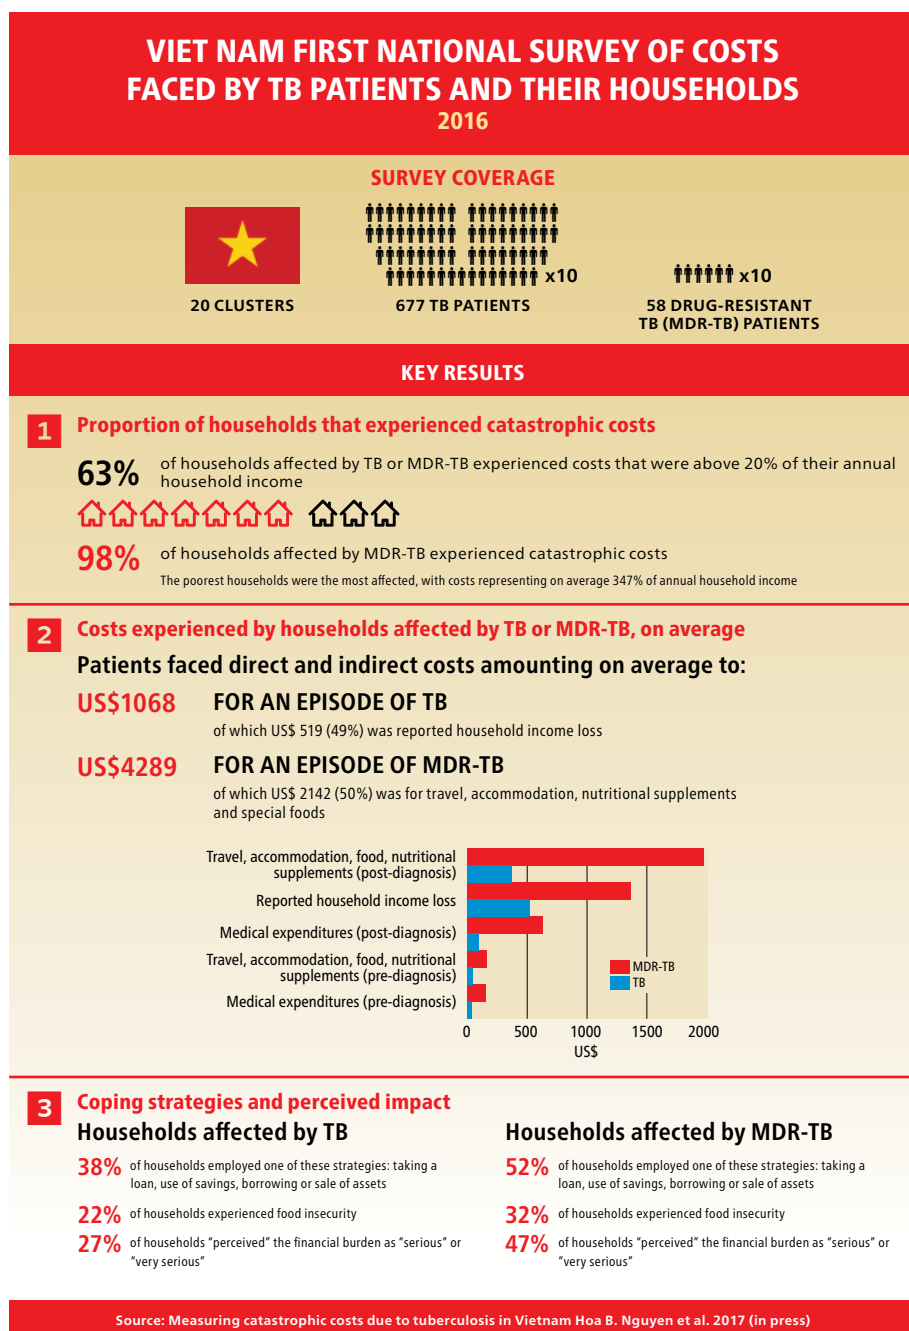 VIET NAM FIRST NATIONAL SURVEY OF COSTS
FACED BY TB PATIENTS AND THEIR HOUSEHOLDS
2016
SURVEY COVERAGE
x10
x10
20 CLUSTERS
677 TB PATIENTS
58 DRUG-RESISTANT
TB (MDR-TB) PATIENTS
KEY RESULTS
1
Proportion of households that experienced catastrophic costs
63%
of households affected by TB or MDR-TB experienced costs that were above 20% of their annual
household income
98%
of households affected by MDR-TB experienced catastrophic costs
The poorest households were the most affected, with costs representing on average 347% of annual household income
2
Costs experienced by households affected by TB or MDR-TB, on average
Patients faced direct and indirect costs amounting on average to:
US$1068
FOR AN EPISODE OF TB
of which US$ 519 (49%) was reported household income loss
US$4289
FOR AN EPISODE OF MDR-TB
of which US$ 2142 (50%) was for travel, accommodation, nutritional supplements
and special foods
Travel, accommodation, food, nutritional
supplements (post-diagnosis)
Reported household income loss
Medical expenditures (post-diagnosis)
Travel, accommodation, food, nutritional
supplements (pre-diagnosis)
Medical expenditures (pre-diagnosis)
MDR-TB
TB
0 500 1000 1500 2000
US$
3
Coping strategies and perceived impact
Households affected by TB
38% of households employed one of these strategies: taking a
loan, use of savings, borrowing or sale of assets
22% of households experienced food insecurity
27% of households "perceived" the financial burden as "serious" or
"very serious"
Households affected by MDR-TB
52% of households employed one of these strategies: taking a
loan, use of savings, borrowing or sale of assets
32% of households experienced food insecurity
47% of households "perceived" the financial burden as "serious" or
"very serious"
Source: Measuring catastrophic costs due to tuberculosis in Vietnam Hoa B. Nguyen et al. 2017 (in press)